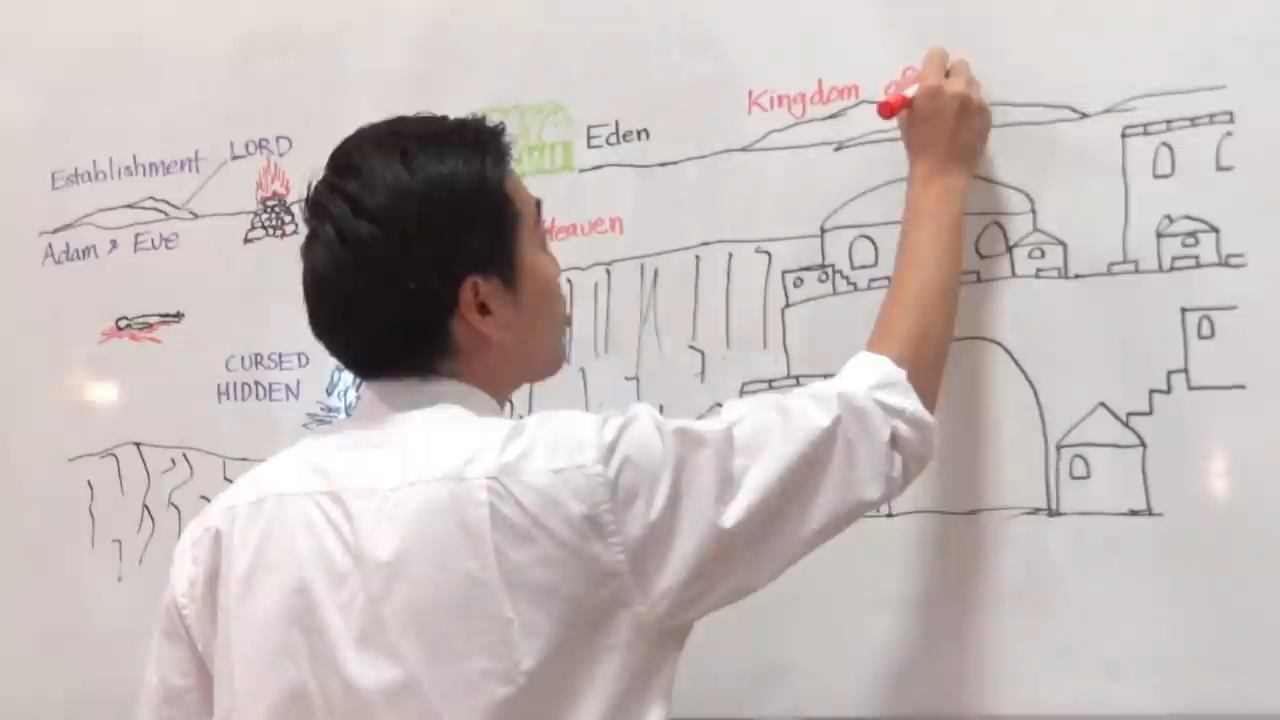 Establishment
LORD
Adam & Eve
Eden
Kingdom
Heaven
CURSED
HIDDEN